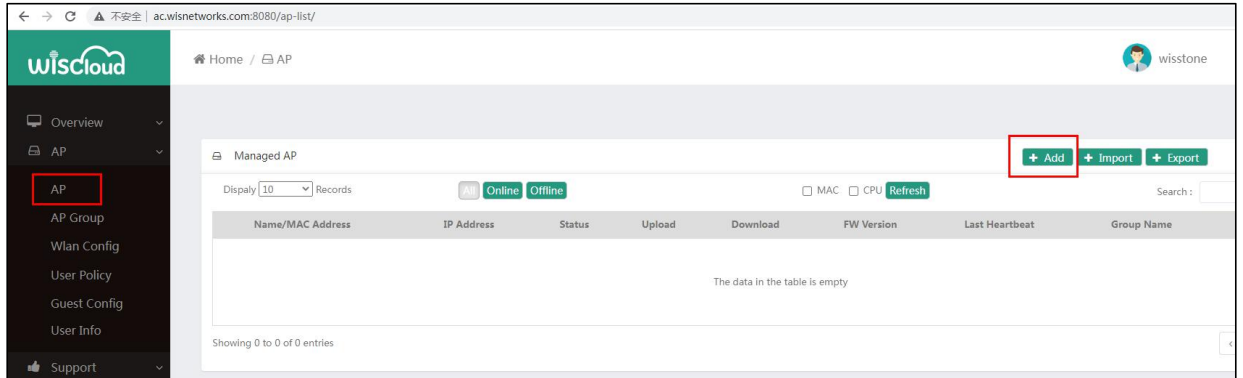 不安全 ac.wisnetworks.com:8080/ap-list/
wiscloud
Home / AP
wisstone
Overview
AP
AP
AP Group
Wlan Config
User Policy
Guest Config
User Info
Support
Managed AP
+ Add + Import + Export
Dispaly 10 Records All Online Offline MAC CPU Refresh Search :
Name/MAC Address IP Address Status Upload Download FW Version Last Heartbeat Group Name
The data in the table is empty
Showing 0 to 0 of 0 entries